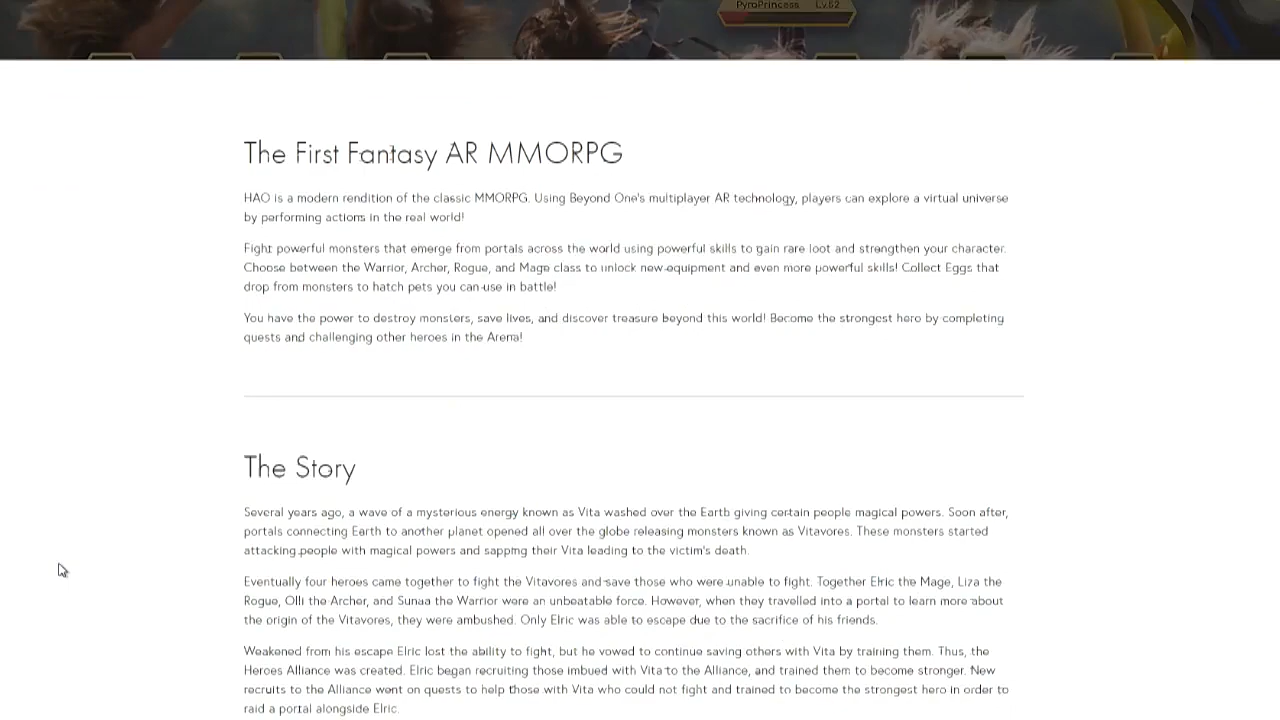 PyroPrincess Lv.52
The First Fantasy AR MMORPG
HAO is a modern rendition of the classic MMORPG. Using Beyond One's multiplayer AR technology, players can explore a virtual universe
by performing actions in the real world!
Fight powerful monsters that emerge from portals across the world using powerful skills to gain rare loot and strengthen your character.
Choose between the Warrior, Archer, Rogue, and Mage class to unlock new equipment and even more powerful skills! Collect Eggs that
drop from monsters to hatch pets you can use in battle!
You have the power to destroy monsters, save lives, and discover treasure beyond this world! Become the strongest hero by completing
quests and challenging other heroes in the Arena!
The Story
Several years ago, a wave of a mysterious energy known as Vita washed over the Earth giving certain people magical powers. Soon after,
portals connecting Earth to another planet opened all over the globe releasing monsters known as Vitavores. These monsters started
attacking people with magical powers and sapping their Vita leading to the victim's death.
Eventually four heroes came together to fight the Vitavores and save those who were unable to fight. Together Elric the Mage, Liza the
Rogue, Olli the Archer, and Sunaa the Warrior were an unbeatable force. However, when they travelled into a portal to learn more about
the origin of the Vitavores, they were ambushed. Only Elric was able to escape due to the sacrifice of his friends.
Weakened from his escape Elric lost the ability to fight, but he vowed to continue saving others with Vita by training them. Thus, the
Heroes Alliance was created. Elric began recruiting those imbued with Vita to the Alliance, and trained them to become stronger. New
recruits to the Alliance went on quests to help those with Vita who could not fight and trained to become the strongest hero in order to
raid a portal alongside Elric.